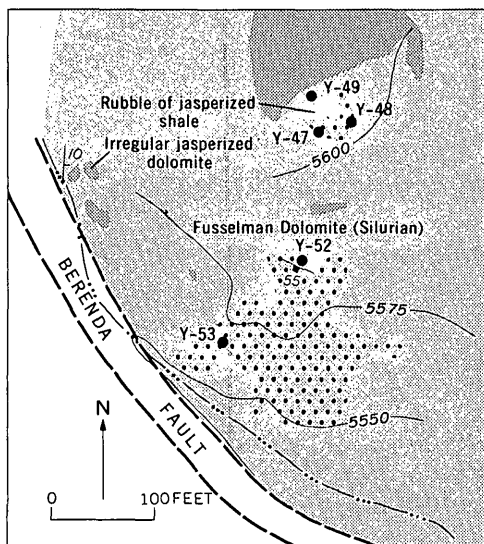 Y-49
Rubble of jasperized
shale
Y-48
Y-47
Irregular jasperized
dolomite
10
5600
Fusselman Dolomite (Silurian)
Y-52
55
5575
Y-53
5550
BERENDA
FAULT
N
0 100 FEET